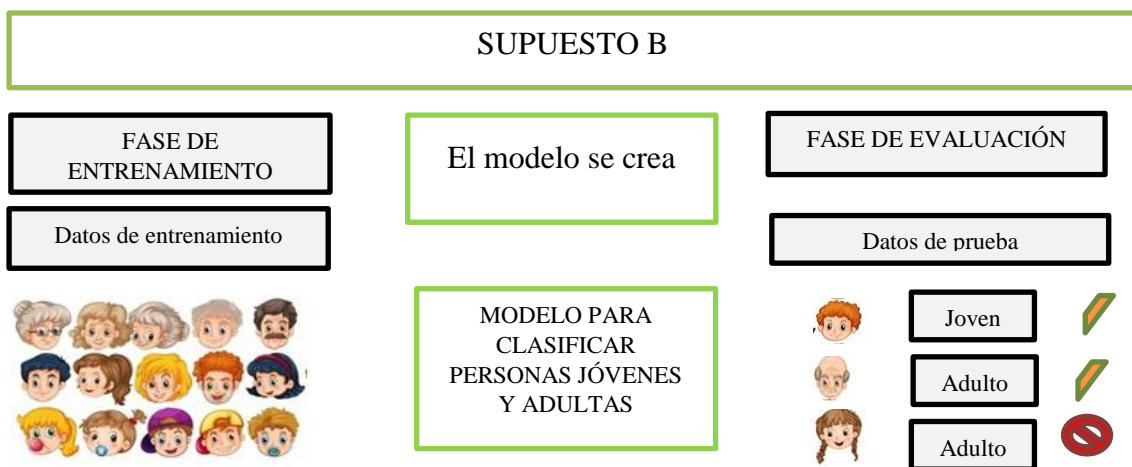 SUPUESTO B
FASE DE
ENTRENAMIENTO
Datos de entrenamiento
El modelo se crea
MODELO PARA
CLASIFICAR
PERSONAS JÓVENES
Y ADULTAS
FASE DE EVALUACIÓN
Datos de prueba
Joven
Adulto
Adulto